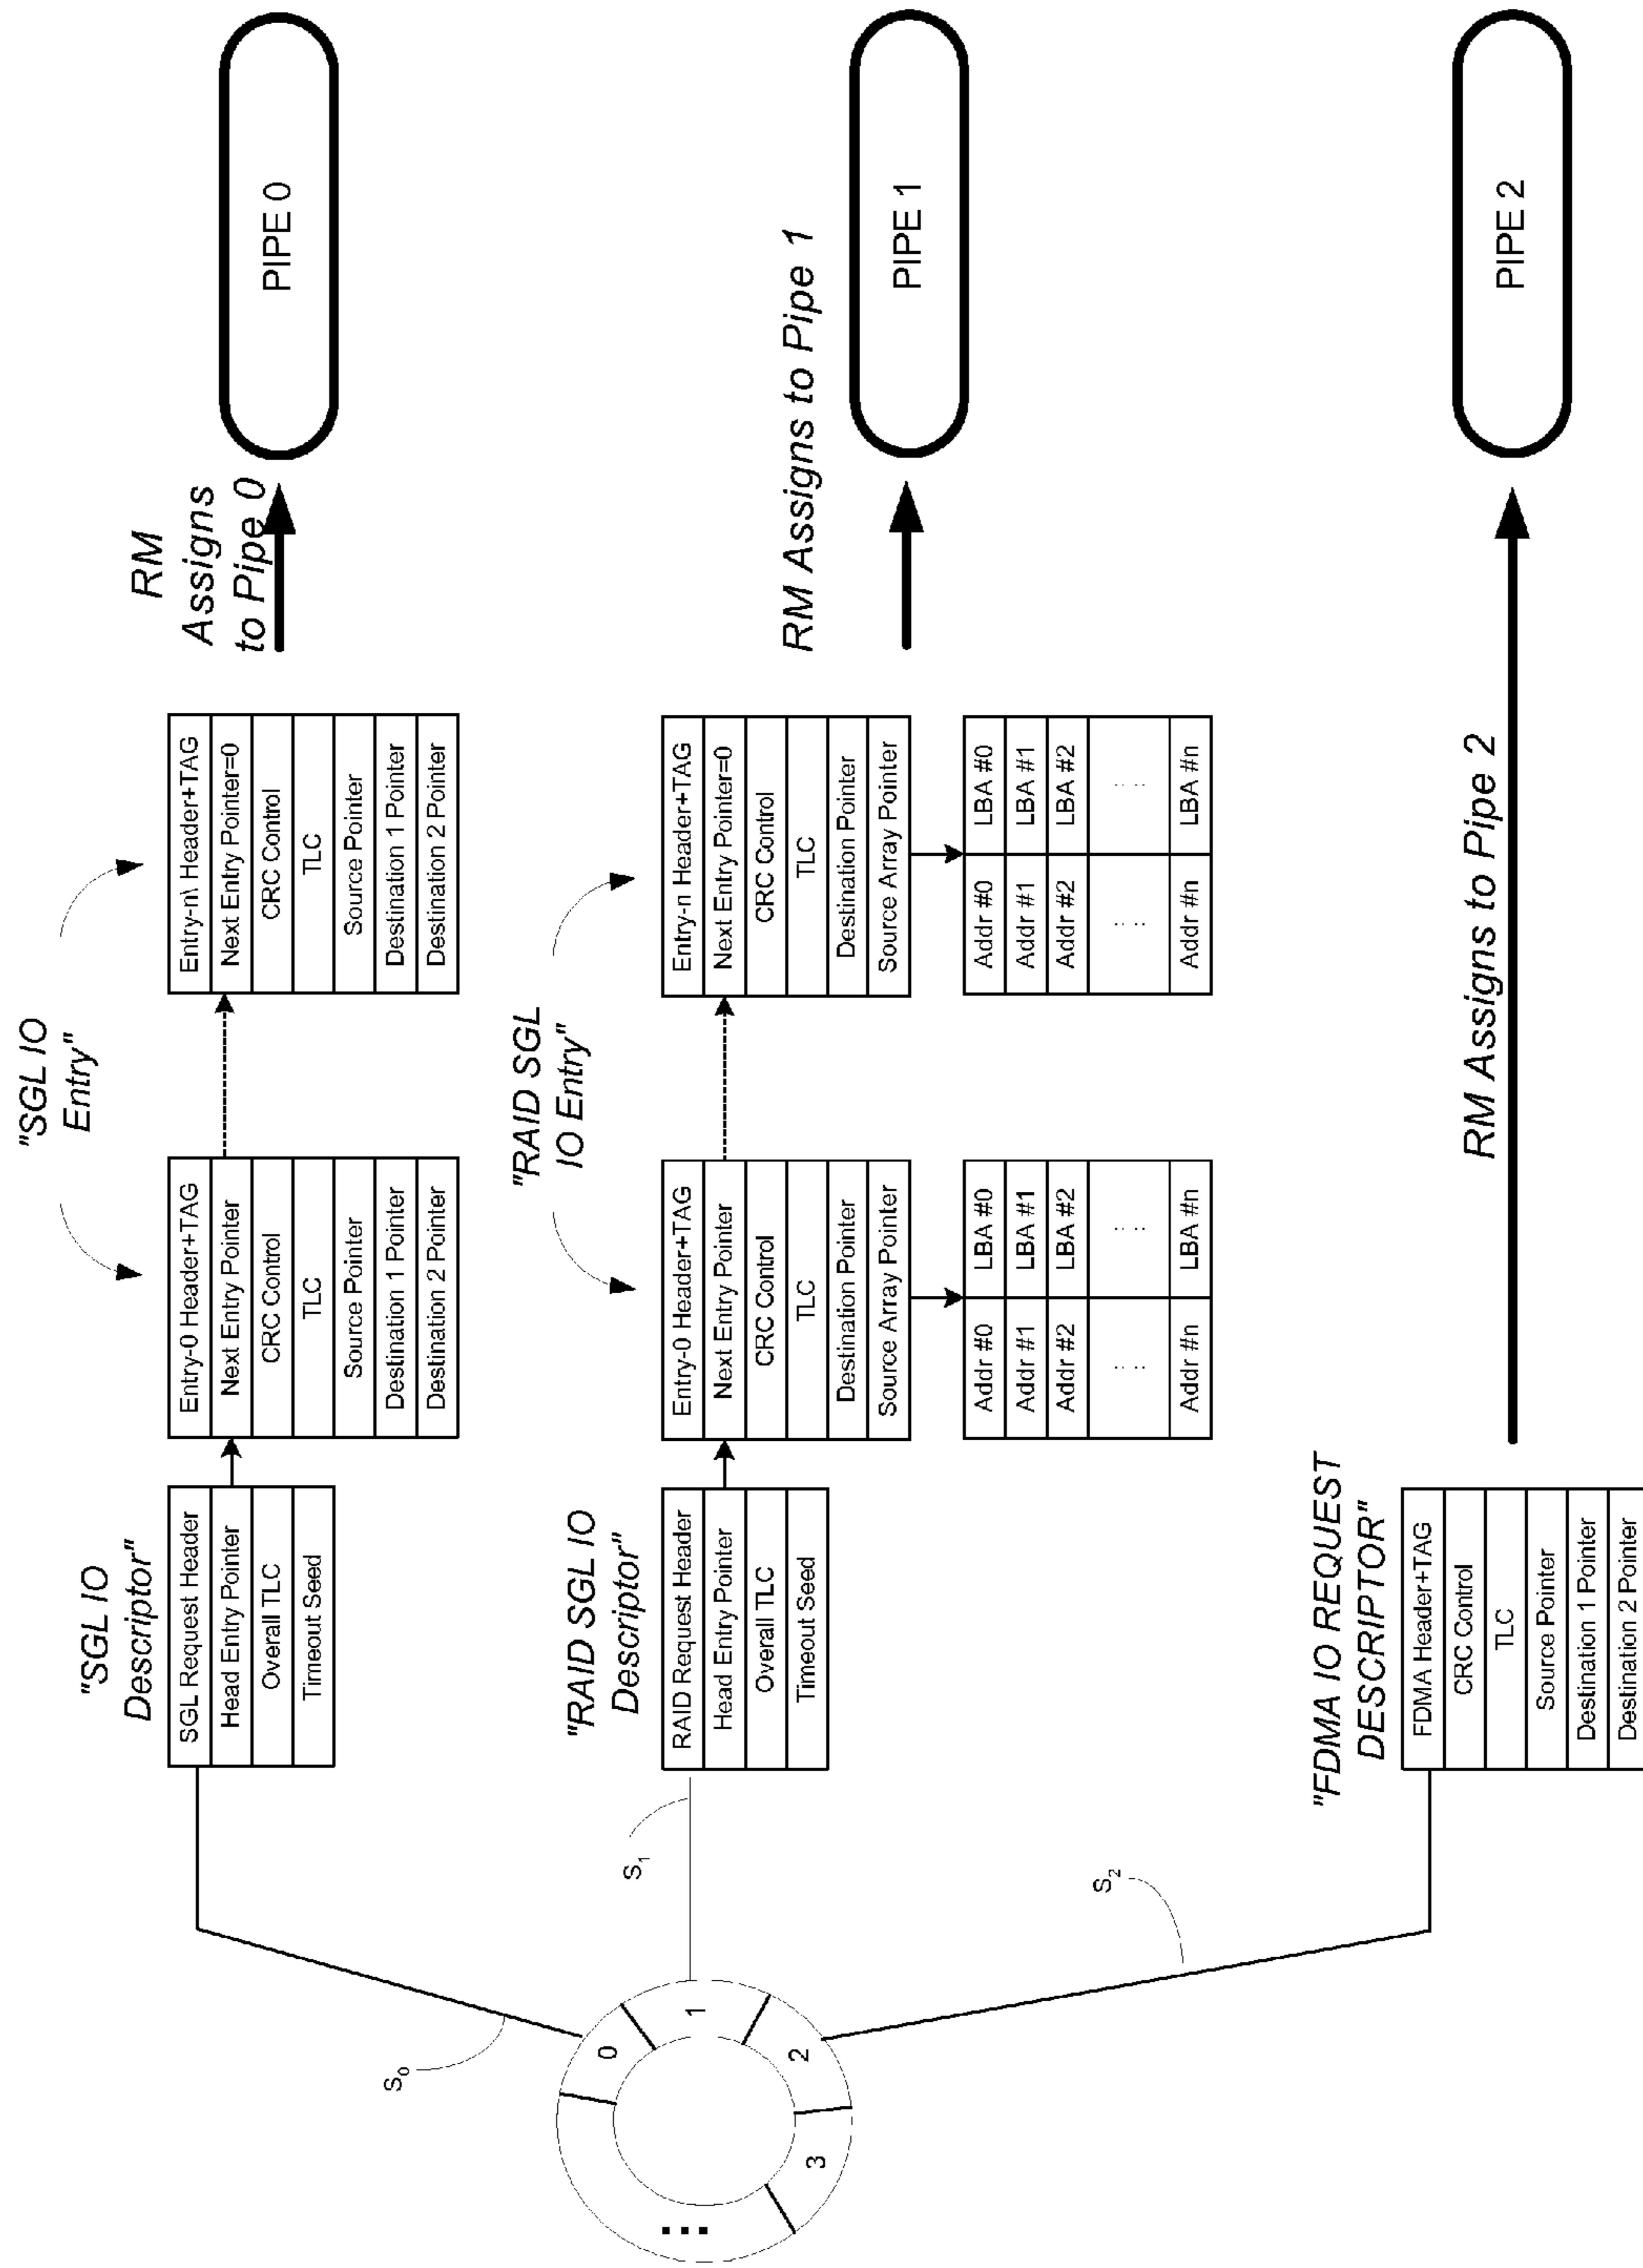 "SGL IO
Descriptor"
SGL Request Header
Head Entry Pointer
Overall TLC
Timeout Seed
"SGL IO
Entry"
Entry-0 Header+TAG
Next Entry Pointer
CRC Control
TLC
Source Pointer
Destination 1 Pointer
Destination 2 Pointer
Entry-n\ Header+TAG
Next Entry Pointer=0
CRC Control
TLC
Source Pointer
Destination 1 Pointer
Destination 2 Pointer
RM
Assigns
to Pipe 0
PIPE 0
S0
0
1
2
3
...
S1
"RAID SGL IO
Descriptor"
RAID Request Header
Head Entry Pointer
Overall TLC
Timeout Seed
"RAID SGL
IO Entry"
Entry-0 Header+TAG
Next Entry Pointer
CRC Control
TLC
Destination Pointer
Source Array Pointer
Addr #0 LBA #0
Addr #1 LBA #1
Addr #2 LBA #2
: : : :
Addr #n LBA #n
Entry-n Header+TAG
Next Entry Pointer=0
CRC Control
TLC
Destination Pointer
Source Array Pointer
Addr #0 LBA #0
Addr #1 LBA #1
Addr #2 LBA #2
: : : :
Addr #n LBA #n
RM Assigns to Pipe 1
PIPE 1
S2
"FDMA IO REQUEST
DESCRIPTOR"
FDMA Header+TAG
CRC Control
TLC
Source Pointer
Destination 1 Pointer
Destination 2 Pointer
RM Assigns to Pipe 2
PIPE 2